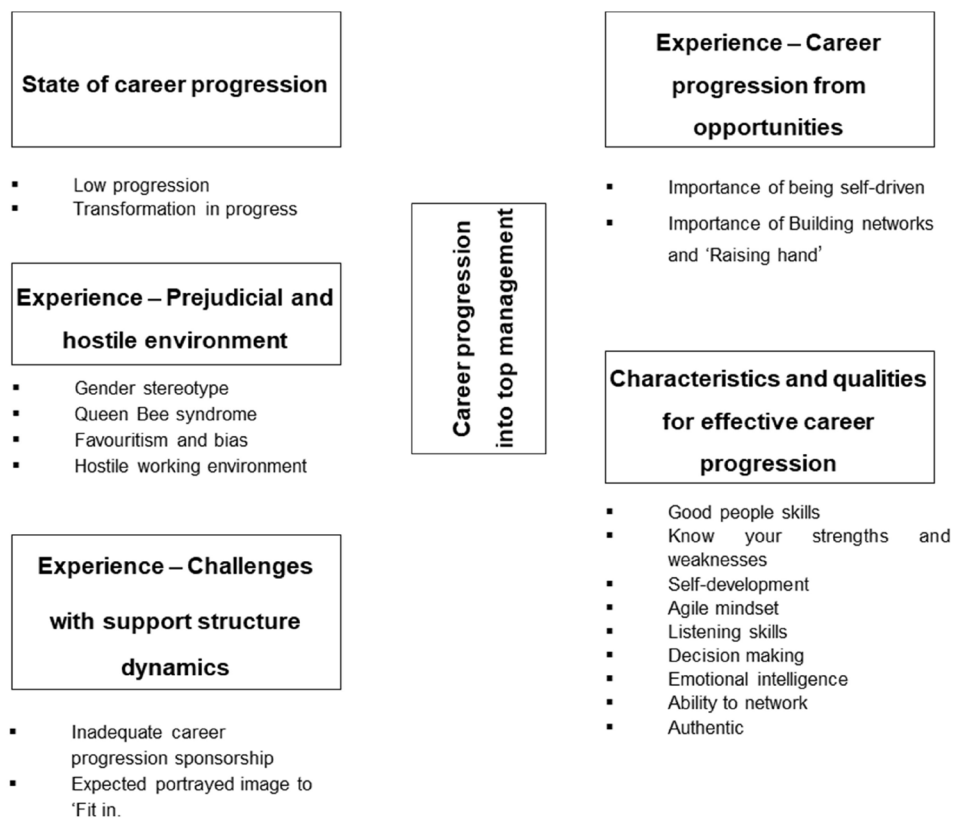 State of career progression
▪ Low progression
▪ Transformation in progress
Experience – Prejudicial and
hostile environment
▪ Gender stereotype
▪ Queen Bee syndrome
▪ Favouritism and bias
▪ Hostile working environment
Experience – Challenges
with support structure
dynamics
▪ Inadequate career
progression sponsorship
▪ Expected portrayed image to
‘Fit in.
Career progression
into top management
Experience – Career
progression from
opportunities
▪ Importance of being self-driven
▪ Importance of Building networks
and ‘Raising hand’
Characteristics and qualities
for effective career
progression
▪ Good people skills
▪ Know your strengths and
weaknesses
▪ Self-development
▪ Agile mindset
▪ Listening skills
▪ Decision making
▪ Emotional intelligence
▪ Ability to network
▪ Authentic